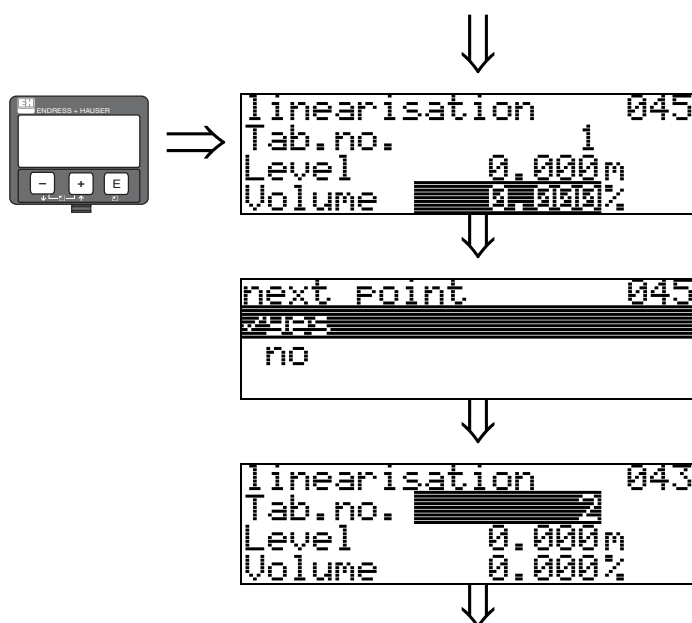 ENDRESS + HAUSER
- + E
linearisation 045
Tab.no. 1
Level 0.000m
Volume 0.000%
next point 045
yes
no
linearisation 043
Tab.no. 2
Level 0.000m
Volume 0.000%